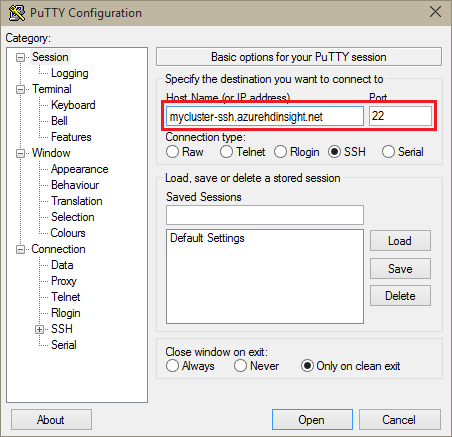 PuTTY Configuration
Category:
Session
Logging
Terminal
Keyboard
Bell
Features
Window
Appearance
Behaviour
Translation
Selection
Colours
Connection
Data
Proxy
Telnet
Rlogin
SSH
Serial
Basic options for your PuTTY session
Specify the destination you want to connect to
Host Name (or IP address) Port
mycluster-ssh.azurehdinsight.net 22
Connection type:
Raw Telnet Rlogin SSH Serial
Load, save or delete a stored session
Saved Sessions
Default Settings
Load
Save
Delete
Close window on exit:
Always Never Only on clean exit
About Open Cancel